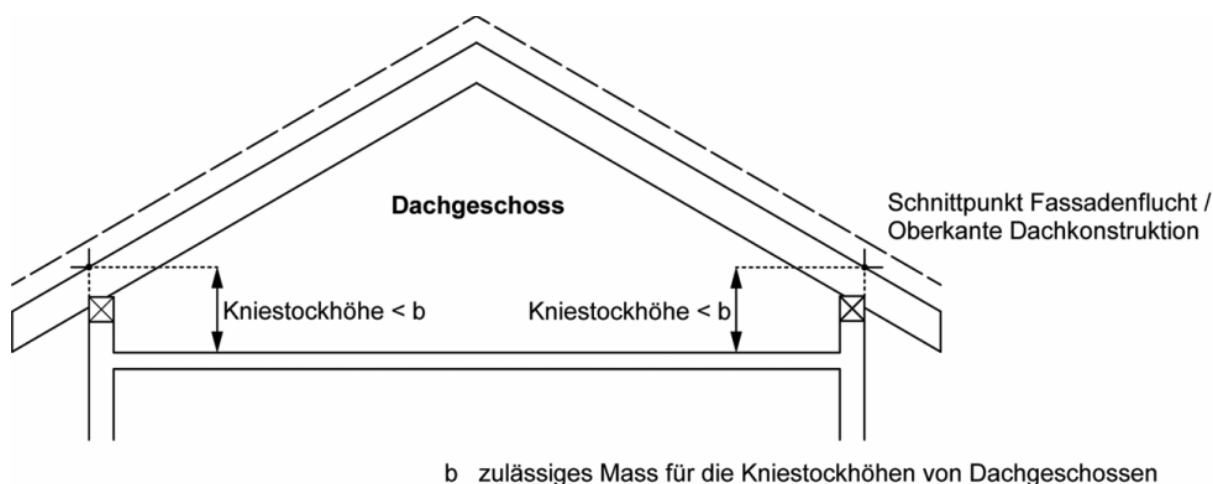 Dachgeschoss
Schnittpunkt Fassadenflucht /
Oberkante Dachkonstruktion
Kniestockhöhe < b
Kniestockhöhe < b
b zulässiges Mass für die Kniestockhöhen von Dachgeschossen